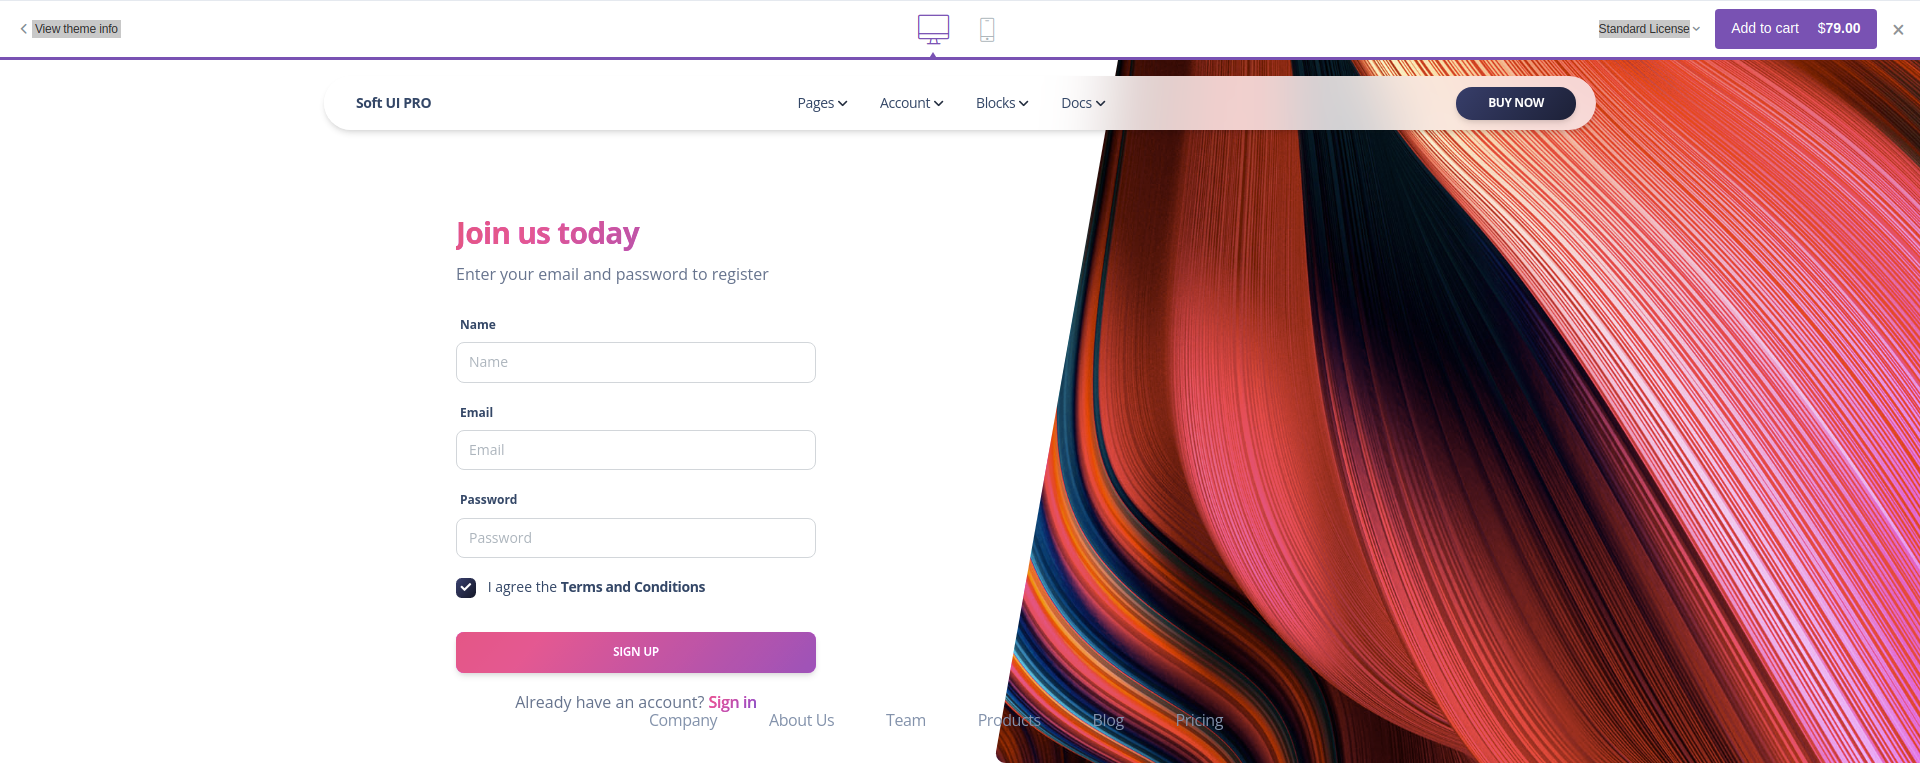 View theme info
Standard License
Add to cart $79.00
Soft UI PRO
Pages
Account
Blocks
Docs
BUY NOW
Join us today
Enter your email and password to register
Name
Name
Email
Email
Password
Password
I agree the Terms and Conditions
SIGN UP
Already have an account? Sign in
Company
About Us
Team
Products
Blog
Pricing